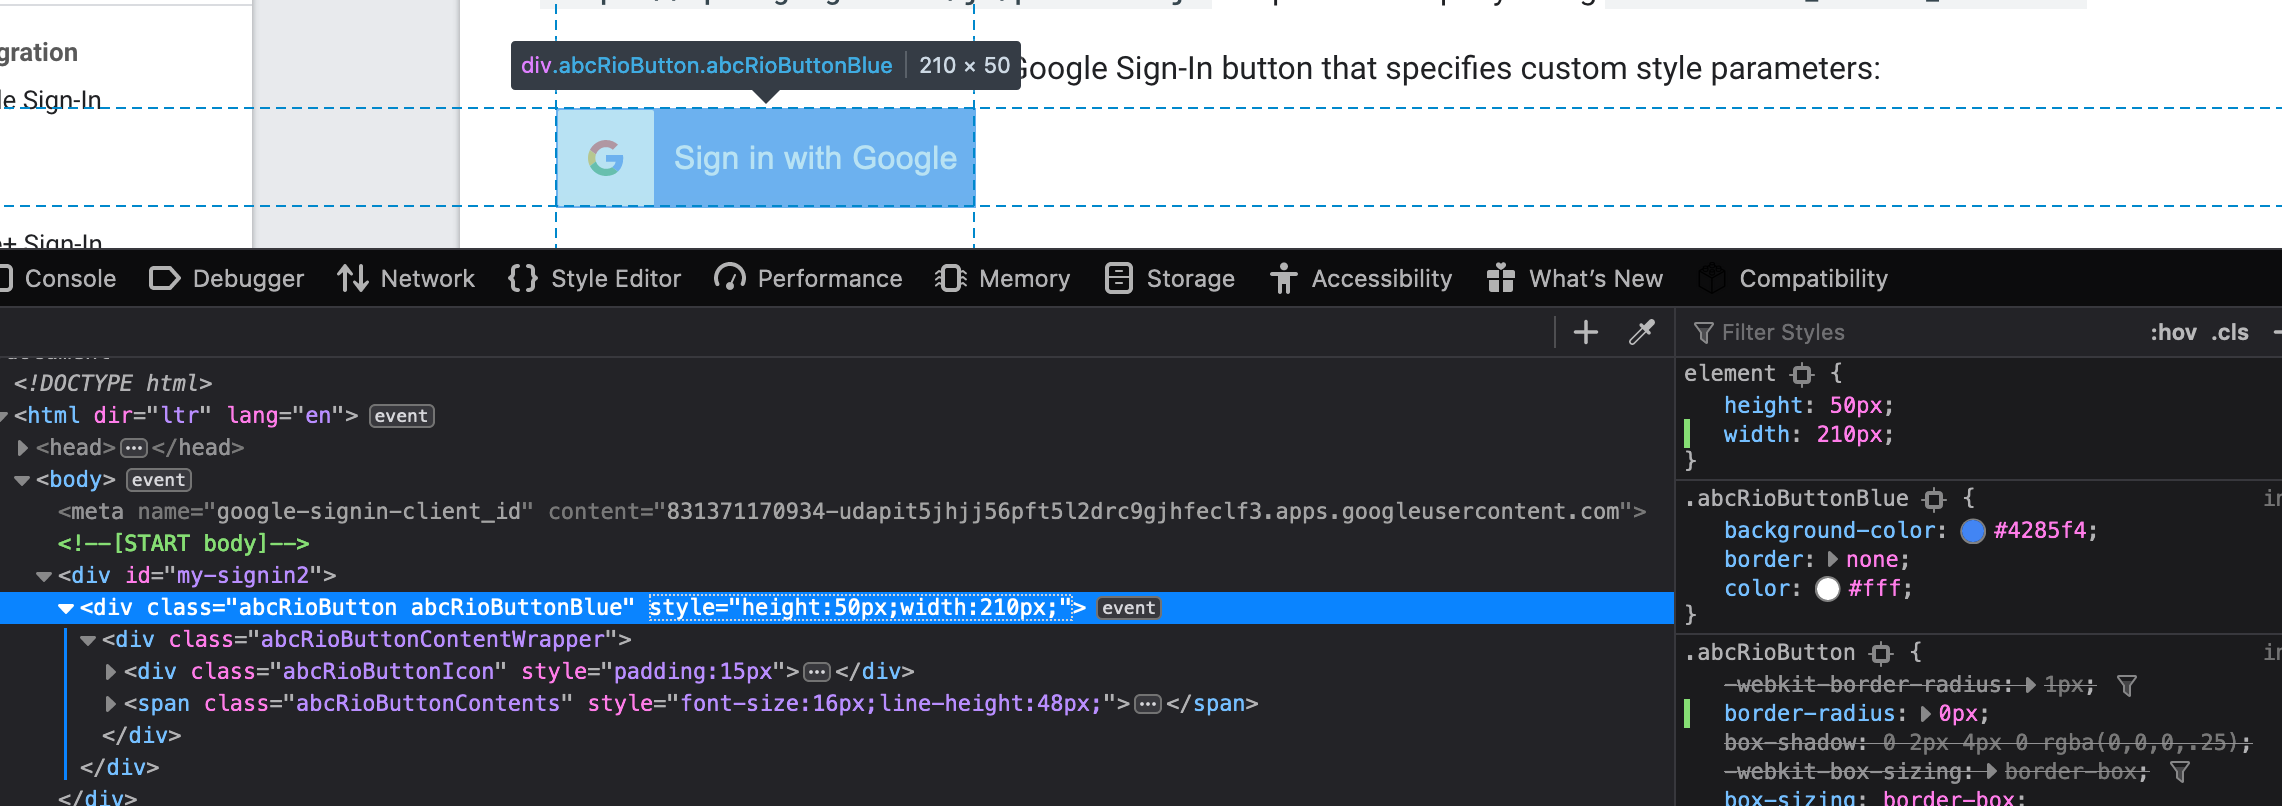 gration
div.abcRioButton.abcRioButtonBlue 210 × 50
Google Sign-In button that specifies custom style parameters:
le Sign-In
Sign in with Google
+ Sign-In
Console Debugger Network Style Editor Performance Memory Storage Accessibility What's New Compatibility
Filter Styles :hov .cls
<!DOCTYPE html>
<html dir="ltr" lang="en"> event
<head>⋯</head>
<body> event
<meta name="google-signin-client_id" content="831371170934-udapit5jhjj56pft5l2drc9gjhfeclf3.apps.googleusercontent.com">
<!--[START body]-->
<div id="my-signin2">
<div class="abcRioButton abcRioButtonBlue" style="height:50px;width:210px;"> event
<div class="abcRioButtonContentWrapper">
<div class="abcRioButtonIcon" style="padding:15px">⋯</div>
<span class="abcRioButtonContents" style="font-size:16px;line-height:48px;">⋯</span>
</div>
</div>
</div>
element {
height: 50px;
width: 210px;
}
.abcRioButtonBlue { in
background-color: #4285f4;
border: none;
color: #fff;
}
.abcRioButton { in
-webkit-border-radius: 1px;
border-radius: 0px;
box-shadow: 0 2px 4px 0 rgba(0,0,0,.25);
-webkit-box-sizing: border-box;
box-sizing: border-box;